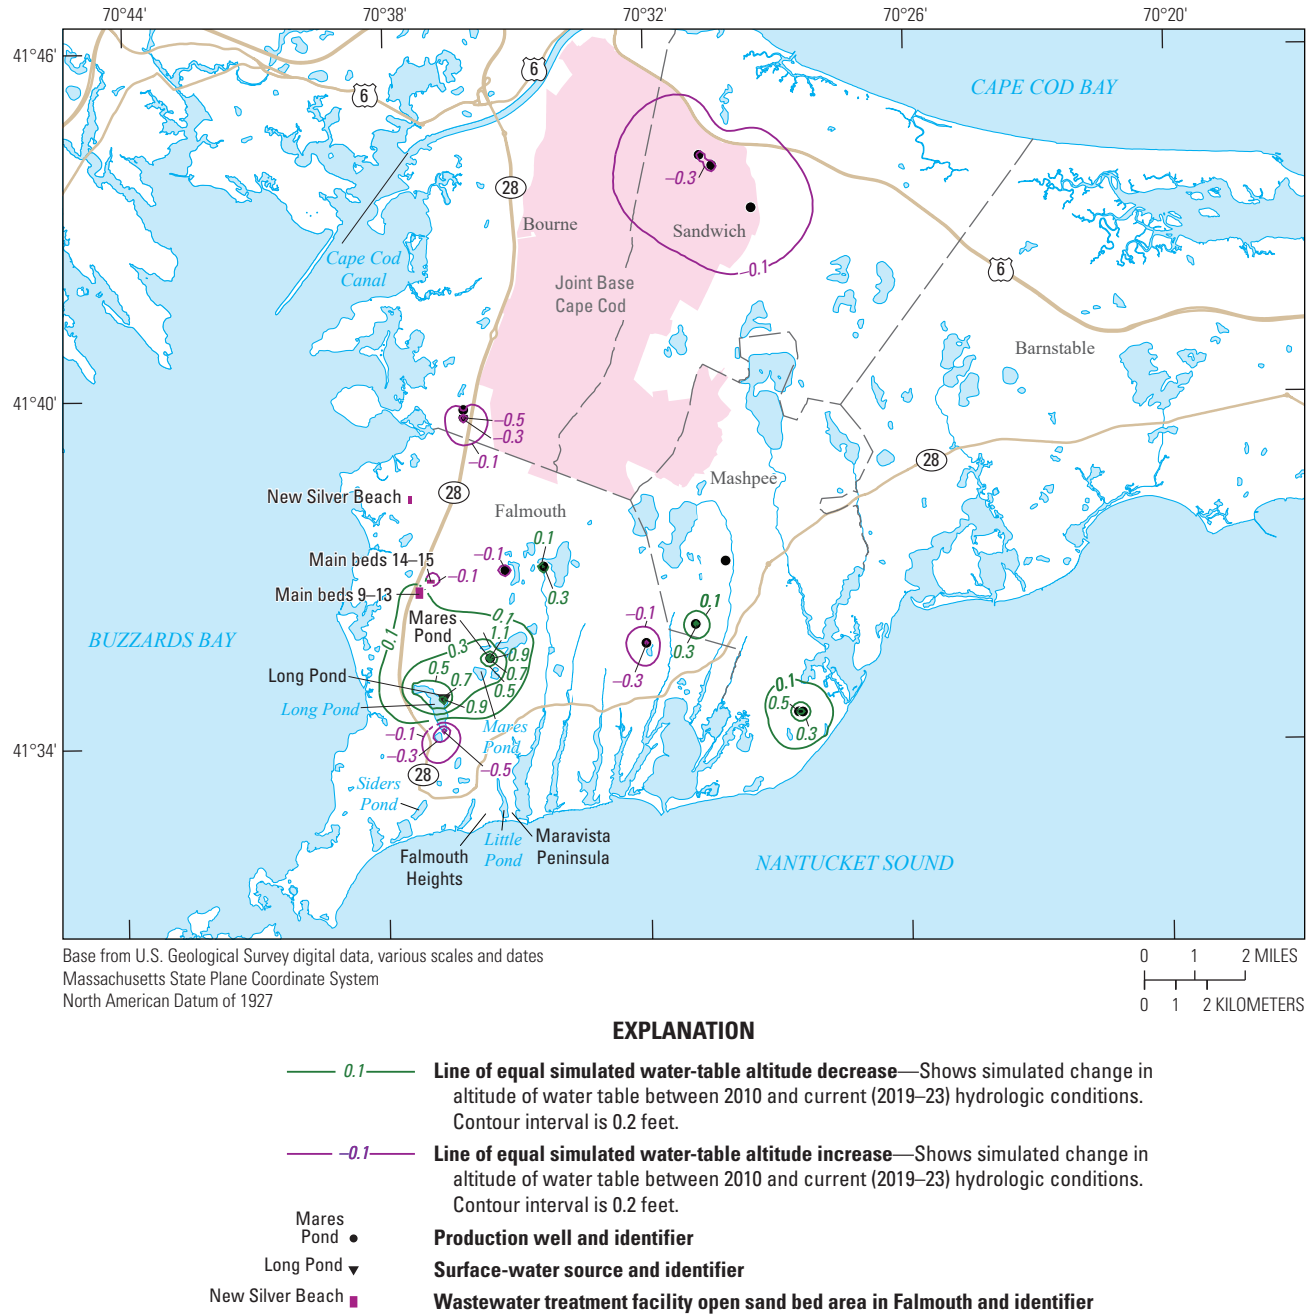 70°44'
70°38'
70°32'
70°26'
70°20'
41°46'
6
6
CAPE COD BAY
–0.3
28
Bourne
Sandwich
Cape Cod
Canal
–0.1
6
Joint Base
Cape Cod
Barnstable
41°40'
–0.5
–0.3
–0.1
28
Mashpee
New Silver Beach
28
Falmouth
0.1
–0.1
Main beds 14–15
–0.1
Main beds 9–13
0.3
0.1
0.1
–0.1
Mares
Pond
1.1
0.1
BUZZARDS BAY
0.3
0.9
0.3
0.5
0.7
0.7
Long Pond
0.5
–0.3
0.1
0.9
Long Pond
0.5
0.3
Mares
Pond
–0.1
41°34'
–0.3
–0.5
28
Siders
Pond
Falmouth
Heights
Little
Pond
Maravista
Peninsula
NANTUCKET SOUND
Base from U.S. Geological Survey digital data, various scales and dates
Massachusetts State Plane Coordinate System
North American Datum of 1927
0 1 2 MILES
0 1 2 KILOMETERS
EXPLANATION
0.1 Line of equal simulated water-table altitude decrease—Shows simulated change in
altitude of water table between 2010 and current (2019–23) hydrologic conditions.
Contour interval is 0.2 feet.
–0.1 Line of equal simulated water-table altitude increase—Shows simulated change in
altitude of water table between 2010 and current (2019–23) hydrologic conditions.
Contour interval is 0.2 feet.
Mares
Pond Production well and identifier
Long Pond Surface-water source and identifier
New Silver Beach Wastewater treatment facility open sand bed area in Falmouth and identifier